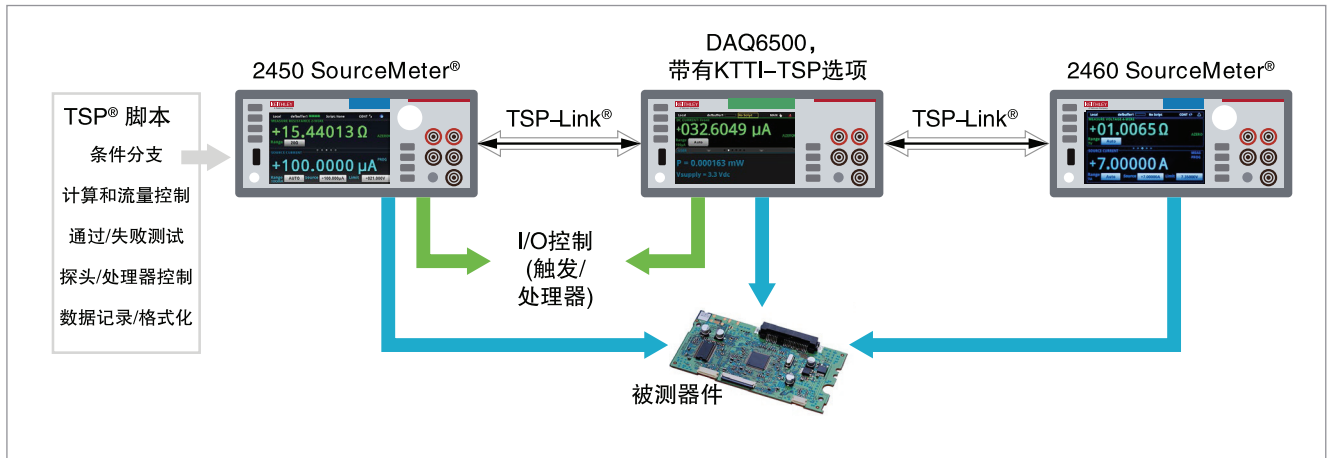 DAQ6500，
2450 SourceMeter®
带有KTTI–TSP选项
2460 SourceMeter®
TSP® 脚本
条件分支
计算和流量控制
通过/失败测试
探头/处理器控制
数据记录/格式化
KEITHLEY
+15.44013 Ω
+100.0000 µA
TSP–Link®
KEITHLEY
+032.6049 µA
P = 0.000163 mW
Vsupply = 3.3 Vdc
TSP–Link®
KEITHLEY
+01.0065 Ω
+7.00000 A
I/O控制
(触发/
处理器)
被测器件